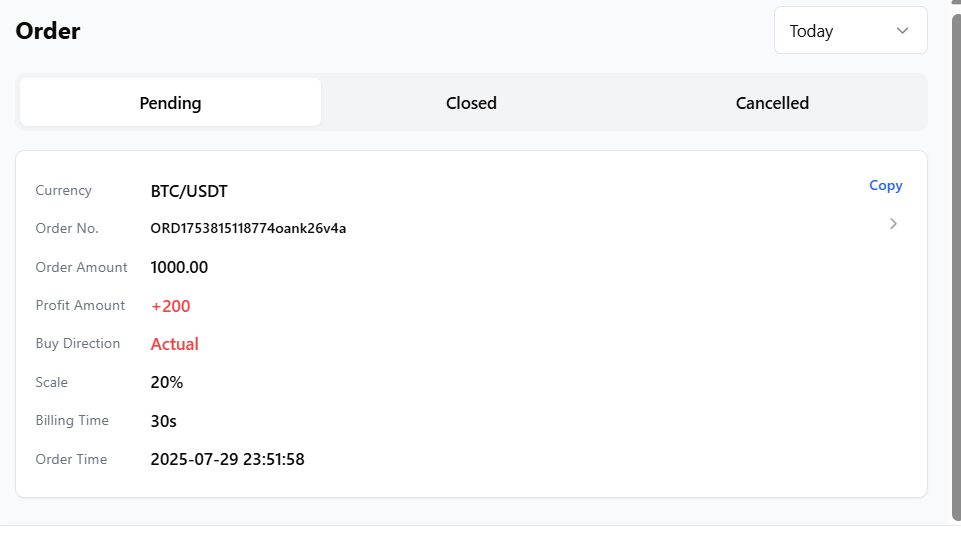 Order
Today
Pending Closed Cancelled
Currency BTC/USDT Copy
Order No. ORD1753815118774oank26v4a
Order Amount 1000.00
Profit Amount +200
Buy Direction Actual
Scale 20%
Billing Time 30s
Order Time 2025-07-29 23:51:58